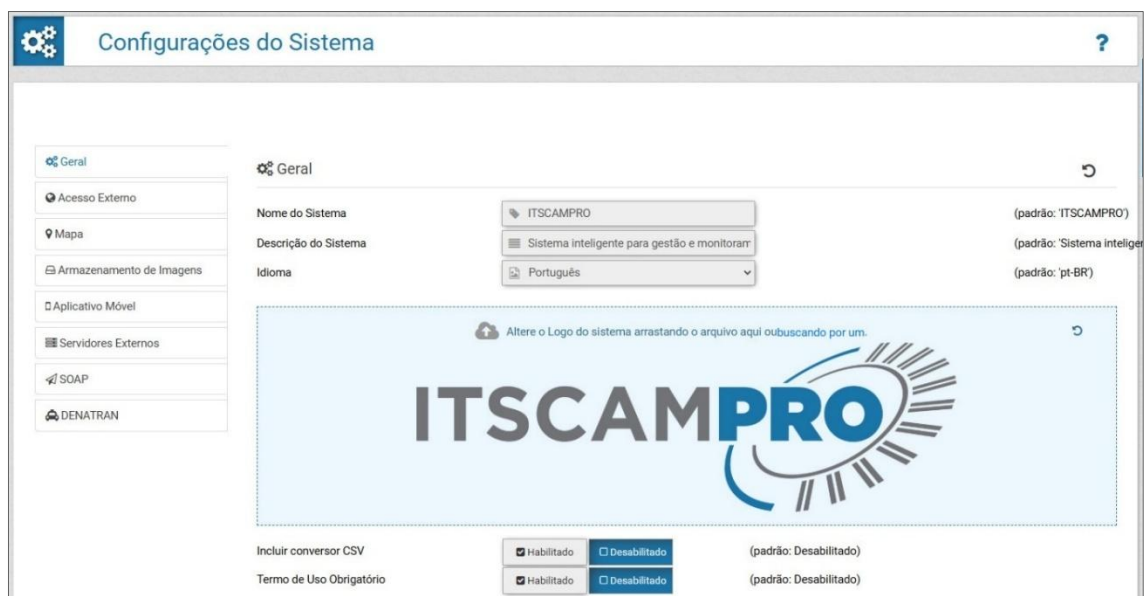 Configurações do Sistema ?
Geral
Acesso Externo
Mapa
Armazenamento de Imagens
Aplicativo Móvel
Servidores Externos
SOAP
DENATRAN
Geral
Nome do Sistema ITSCAMPRO (padrão: 'ITSCAMPRO')
Descrição do Sistema Sistema inteligente para gestão e monitoram (padrão: 'Sistema inteliger
Idioma Português (padrão: 'pt-BR')
Altere o Logo do sistema arrastando o arquivo aqui oubuscando por um.
ITSCAMPRO
Incluir conversor CSV Habilitado Desabilitado (padrão: Desabilitado)
Termo de Uso Obrigatório Habilitado Desabilitado (padrão: Desabilitado)